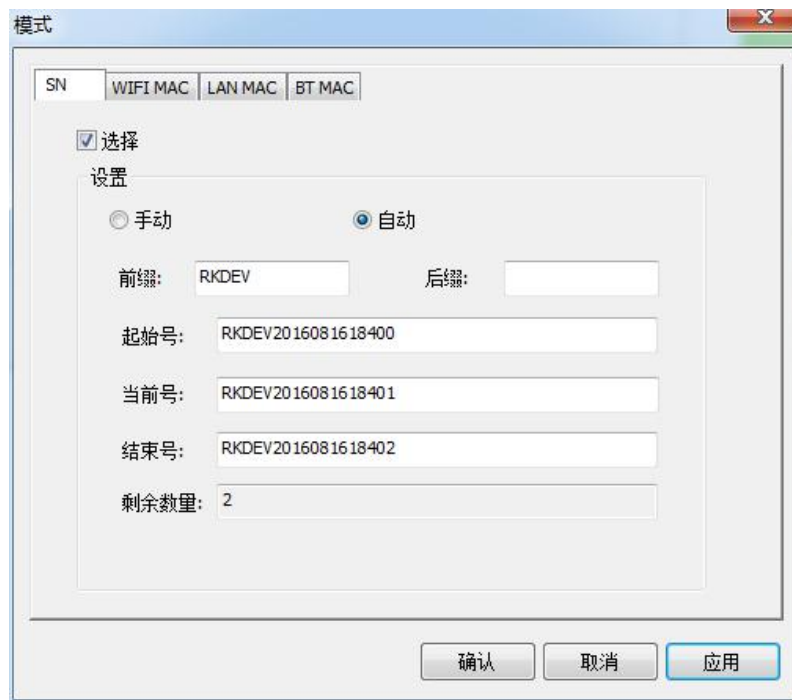 模式
SN WIFI MAC LAN MAC BT MAC
选择
设置
手动 自动
前缀: RKDEV 后缀:
起始号: RKDEV2016081618400
当前号: RKDEV2016081618401
结束号: RKDEV2016081618402
剩余数量: 2
确认 取消 应用